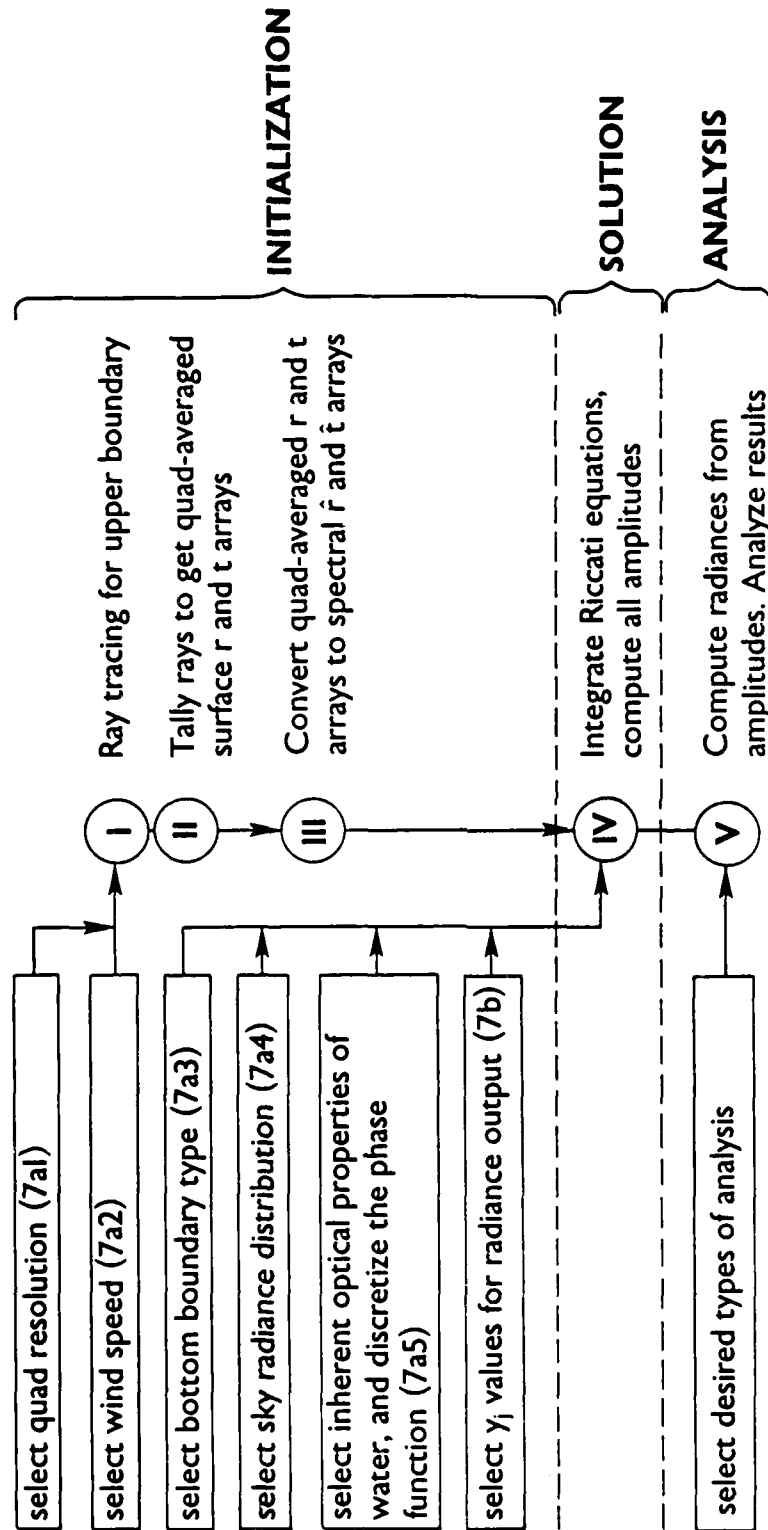 select quad resolution (7a1)
select wind speed (7a2)
select bottom boundary type (7a3)
select sky radiance distribution (7a4)
select inherent optical properties of
water, and discretize the phase
function (7a5)
select yj values for radiance output (7b)
select desired types of analysis
I
II
III
IV
V
Ray tracing for upper boundary
Tally rays to get quad-averaged
surface r and t arrays
Convert quad-averaged r and t
arrays to spectral r̂ and t̂ arrays
Integrate Riccati equations,
compute all amplitudes
Compute radiances from
amplitudes. Analyze results
INITIALIZATION
SOLUTION
ANALYSIS